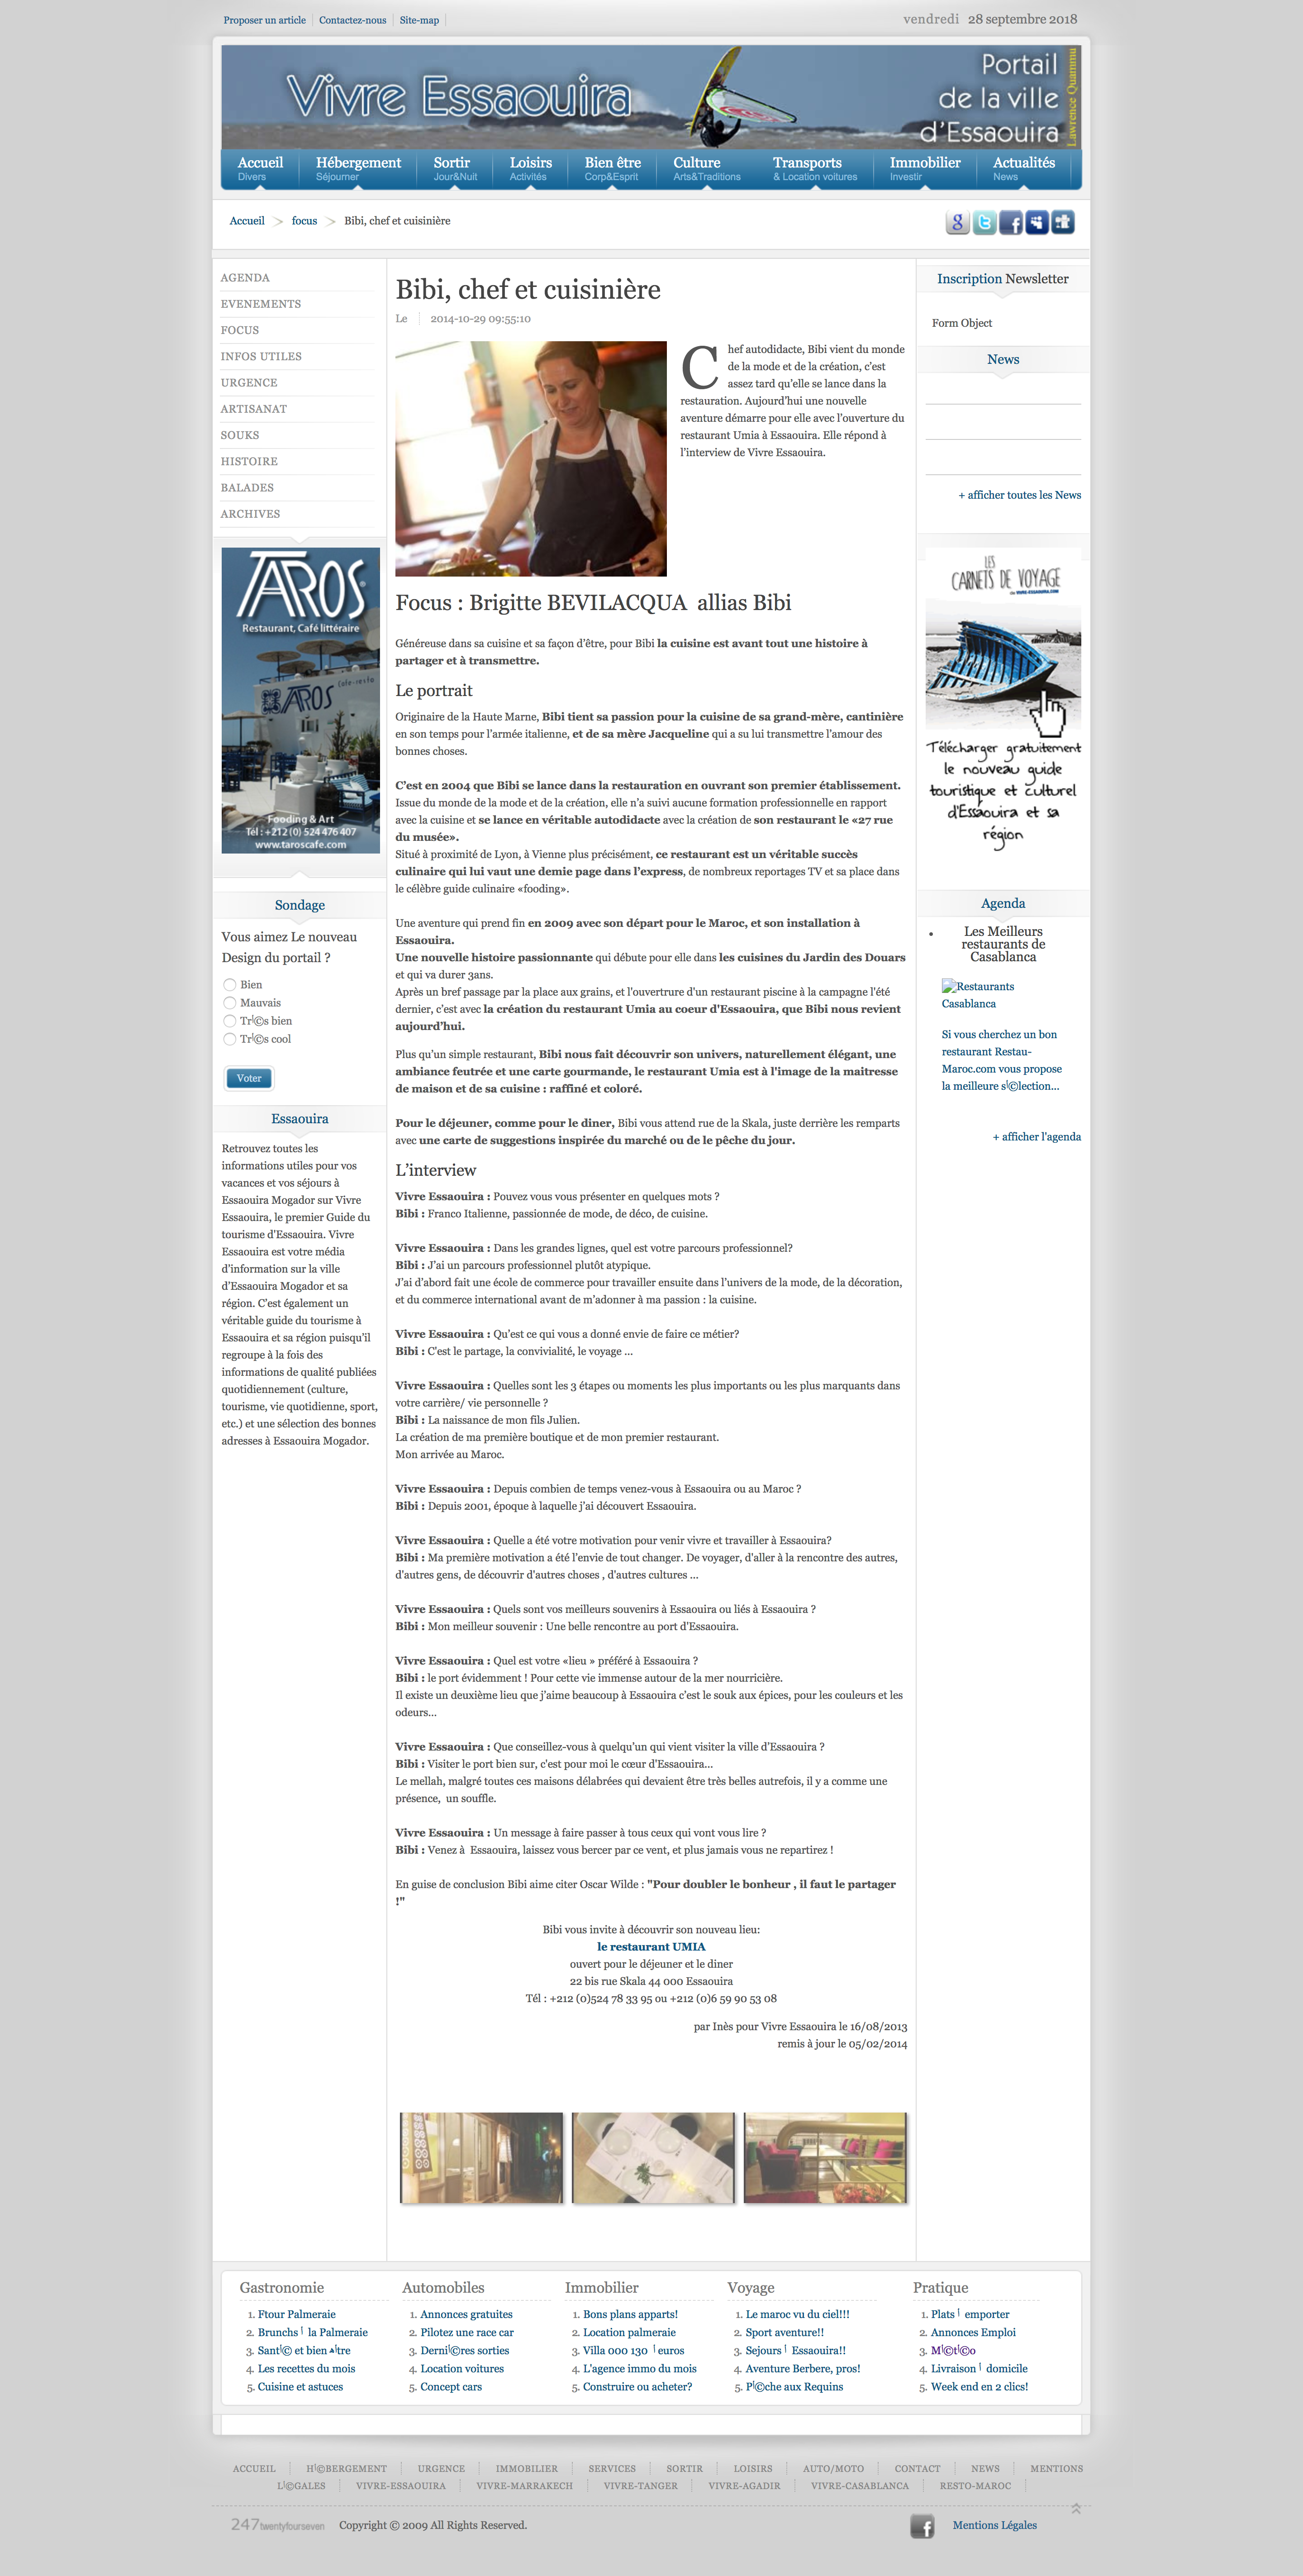 Proposer un article
Contactez-nous
Site-map
vendredi 28 septembre 2018
Vivre Essaouira
Portail
de la ville
d'Essaouira
Lawrence Quammu
Accueil
Divers
Hébergement
Séjourner
Sortir
Jour&Nuit
Loisirs
Activités
Bien être
Corp&Esprit
Culture
Arts&Traditions
Transports
& Location voitures
Immobilier
Investir
Actualités
News
Accueil
focus
Bibi, chef et cuisinière
AGENDA
EVENEMENTS
FOCUS
INFOS UTILES
URGENCE
ARTISANAT
SOUKS
HISTOIRE
BALADES
ARCHIVES
TAROS
Restaurant, Café littéraire
TAROS
Fooding & Art
Tél : +212 (0) 524 476 407
www.taroscafe.com
Sondage
Vous aimez Le nouveau
Design du portail ?
Bien
Mauvais
Trأ©s bien
Trأ©s cool
Voter
Essaouira
Retrouvez toutes les
informations utiles pour vos
vacances et vos séjours à
Essaouira Mogador sur Vivre
Essaouira, le premier Guide du
tourisme d'Essaouira. Vivre
Essaouira est votre média
d'information sur la ville
d'Essaouira Mogador et sa
région. C'est également un
véritable guide du tourisme à
Essaouira et sa région puisqu'il
regroupe à la fois des
informations de qualité publiées
quotidiennement (culture,
tourisme, vie quotidienne, sport,
etc.) et une sélection des bonnes
adresses à Essaouira Mogador.
Bibi, chef et cuisinière
Le 2014-10-29 09:55:10
Chef autodidacte, Bibi vient du monde
de la mode et de la création, c'est
assez tard qu'elle se lance dans la
restauration. Aujourd'hui une nouvelle
aventure démarre pour elle avec l'ouverture du
restaurant Umia à Essaouira. Elle répond à
l'interview de Vivre Essaouira.
Focus : Brigitte BEVILACQUA allias Bibi
Généreuse dans sa cuisine et sa façon d'être, pour Bibi la cuisine est avant tout une histoire à
partager et à transmettre.
Le portrait
Originaire de la Haute Marne, Bibi tient sa passion pour la cuisine de sa grand-mère, cantinière
en son temps pour l'armée italienne, et de sa mère Jacqueline qui a su lui transmettre l'amour des
bonnes choses.
C'est en 2004 que Bibi se lance dans la restauration en ouvrant son premier établissement.
Issue du monde de la mode et de la création, elle n'a suivi aucune formation professionnelle en rapport
avec la cuisine et se lance en véritable autodidacte avec la création de son restaurant le «27 rue
du musée».
Situé à proximité de Lyon, à Vienne plus précisément, ce restaurant est un véritable succès
culinaire qui lui vaut une demie page dans l'express, de nombreux reportages TV et sa place dans
le célèbre guide culinaire «fooding».
Une aventure qui prend fin en 2009 avec son départ pour le Maroc, et son installation à
Essaouira.
Une nouvelle histoire passionnante qui débute pour elle dans les cuisines du Jardin des Douars
et qui va durer 3ans.
Après un bref passage par la place aux grains, et l'ouvertrure d'un restaurant piscine à la campagne l'été
dernier, c'est avec la création du restaurant Umia au coeur d'Essaouira, que Bibi nous revient
aujourd'hui.
Plus qu'un simple restaurant, Bibi nous fait découvrir son univers, naturellement élégant, une
ambiance feutrée et une carte gourmande, le restaurant Umia est à l'image de la maitresse
de maison et de sa cuisine : raffiné et coloré.
Pour le déjeuner, comme pour le diner, Bibi vous attend rue de la Skala, juste derrière les remparts
avec une carte de suggestions inspirée du marché ou de le pêche du jour.
L'interview
Vivre Essaouira : Pouvez vous vous présenter en quelques mots ?
Bibi : Franco Italienne, passionnée de mode, de déco, de cuisine.
Vivre Essaouira : Dans les grandes lignes, quel est votre parcours professionnel?
Bibi : J'ai un parcours professionnel plutôt atypique.
J'ai d'abord fait une école de commerce pour travailler ensuite dans l'univers de la mode, de la décoration,
et du commerce international avant de m'adonner à ma passion : la cuisine.
Vivre Essaouira : Qu'est ce qui vous a donné envie de faire ce métier?
Bibi : C'est le partage, la convivialité, le voyage ...
Vivre Essaouira : Quelles sont les 3 étapes ou moments les plus importants ou les plus marquants dans
votre carrière/ vie personnelle ?
Bibi : La naissance de mon fils Julien.
La création de ma première boutique et de mon premier restaurant.
Mon arrivée au Maroc.
Vivre Essaouira : Depuis combien de temps venez-vous à Essaouira ou au Maroc ?
Bibi : Depuis 2001, époque à laquelle j'ai découvert Essaouira.
Vivre Essaouira : Quelle a été votre motivation pour venir vivre et travailler à Essaouira?
Bibi : Ma première motivation a été l'envie de tout changer. De voyager, d'aller à la rencontre des autres,
d'autres gens, de découvrir d'autres choses , d'autres cultures ...
Vivre Essaouira : Quels sont vos meilleurs souvenirs à Essaouira ou liés à Essaouira ?
Bibi : Mon meilleur souvenir : Une belle rencontre au port d'Essaouira.
Vivre Essaouira : Quel est votre «lieu » préféré à Essaouira ?
Bibi : le port évidemment ! Pour cette vie immense autour de la mer nourricière.
Il existe un deuxième lieu que j'aime beaucoup à Essaouira c'est le souk aux épices, pour les couleurs et les
odeurs...
Vivre Essaouira : Que conseillez-vous à quelqu'un qui vient visiter la ville d'Essaouira ?
Bibi : Visiter le port bien sur, c'est pour moi le cœur d'Essaouira...
Le mellah, malgré toutes ces maisons délabrées qui devaient être très belles autrefois, il y a comme une
présence, un souffle.
Vivre Essaouira : Un message à faire passer à tous ceux qui vont vous lire ?
Bibi : Venez à Essaouira, laissez vous bercer par ce vent, et plus jamais vous ne repartirez !
En guise de conclusion Bibi aime citer Oscar Wilde : "Pour doubler le bonheur , il faut le partager
!"
Bibi vous invite à découvrir son nouveau lieu:
le restaurant UMIA
ouvert pour le déjeuner et le diner
22 bis rue Skala 44 000 Essaouira
Tél : +212 (0)524 78 33 95 ou +212 (0)6 59 90 53 08
par Inès pour Vivre Essaouira le 16/08/2013
remis à jour le 05/02/2014
Inscription Newsletter
Form Object
News
+ afficher toutes les News
LES
CARNETS DE VOYAGE
de VIVRE-ESSAOUIRA.COM
Télécharger gratuitement
le nouveau guide
touristique et culturel
d'Essaouira et sa
région
Agenda
• Les Meilleurs
restaurants de
Casablanca
Restaurants
Casablanca
Si vous cherchez un bon
restaurant Restau-
Maroc.com vous propose
la meilleure sأ©lection...
+ afficher l'agenda
Gastronomie
1. Ftour Palmeraie
2. Brunchs أ la Palmeraie
3. Santأ© et bien ﻫأtre
4. Les recettes du mois
5. Cuisine et astuces
Automobiles
1. Annonces gratuites
2. Pilotez une race car
3. Derniأ©res sorties
4. Location voitures
5. Concept cars
Immobilier
1. Bons plans apparts!
2. Location palmeraie
3. Villa 000 130 أ euros
4. L'agence immo du mois
5. Construire ou acheter?
Voyage
1. Le maroc vu du ciel!!!
2. Sport aventure!!
3. Sejours أ Essaouira!!
4. Aventure Berbere, pros!
5. Pأ©che aux Requins
Pratique
1. Plats أ emporter
2. Annonces Emploi
3. Mأ©tأ©o
4. Livraison أ domicile
5. Week end en 2 clics!
ACCUEIL
Hأ©BERGEMENT
URGENCE
IMMOBILIER
SERVICES
SORTIR
LOISIRS
AUTO/MOTO
CONTACT
NEWS
MENTIONS
Lأ©GALES
VIVRE-ESSAOUIRA
VIVRE-MARRAKECH
VIVRE-TANGER
VIVRE-AGADIR
VIVRE-CASABLANCA
RESTO-MAROC
247twentyfourseven
Copyright © 2009 All Rights Reserved.
Mentions Légales